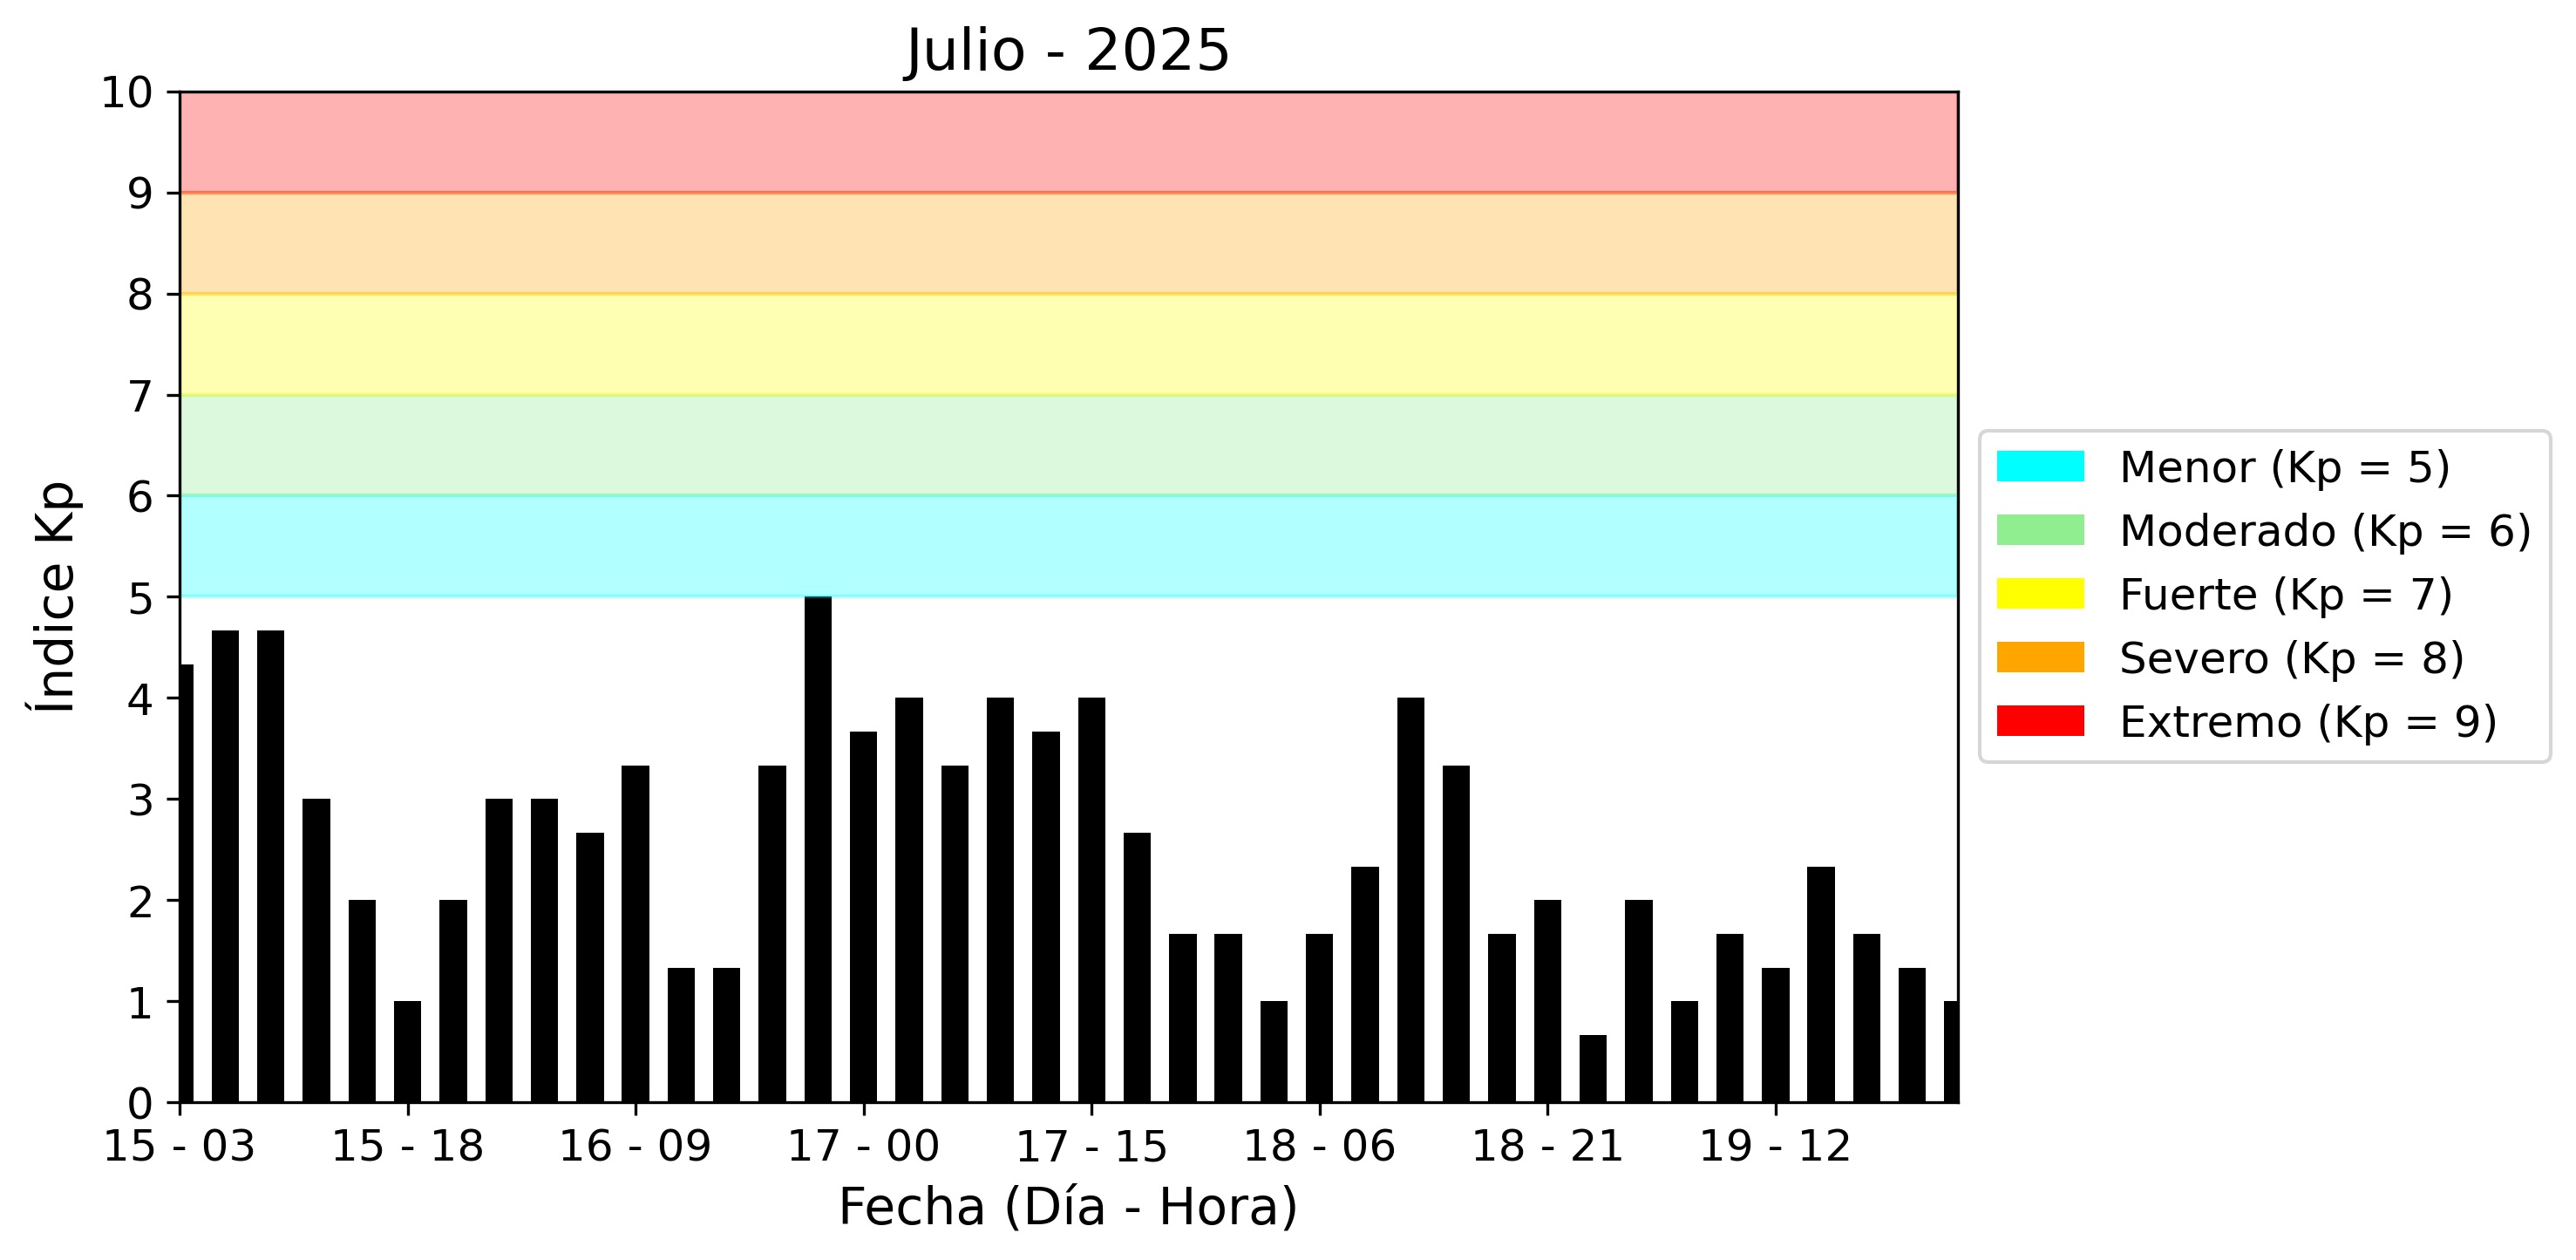 Julio - 2025
10
9
8
7
6
5
4
3
2
1
0
Índice Kp
15 - 03
15 - 18
16 - 09
17 - 00
17 - 15
18 - 06
18 - 21
19 - 12
Fecha (Día - Hora)
Menor (Kp = 5)
Moderado (Kp = 6)
Fuerte (Kp = 7)
Severo (Kp = 8)
Extremo (Kp = 9)